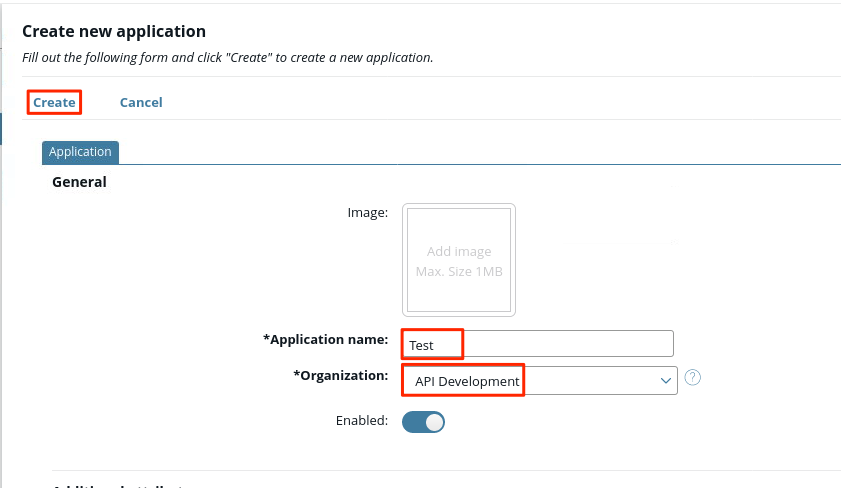 Create new application
Fill out the following form and click "Create" to create a new application.
Create Cancel
Application
General
Image:
Add image
Max. Size 1MB
*Application name: Test
*Organization: API Development ?
Enabled: